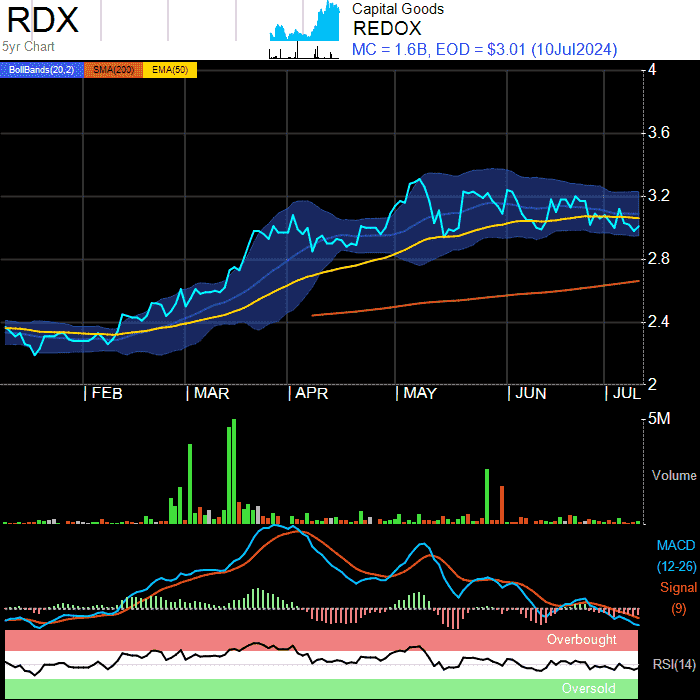 RDX
5yr Chart
Capital Goods
REDOX
MC = 1.6B, EOD = $3.01 (10Jul2024)
BollBands(20,2) SMA(200) EMA(50)
4
3.6
3.2
2.8
2.4
2
FEB MAR APR MAY JUN JUL
5M
Volume
MACD
(12-26)
Signal
(9)
Overbought
RSI(14)
Oversold